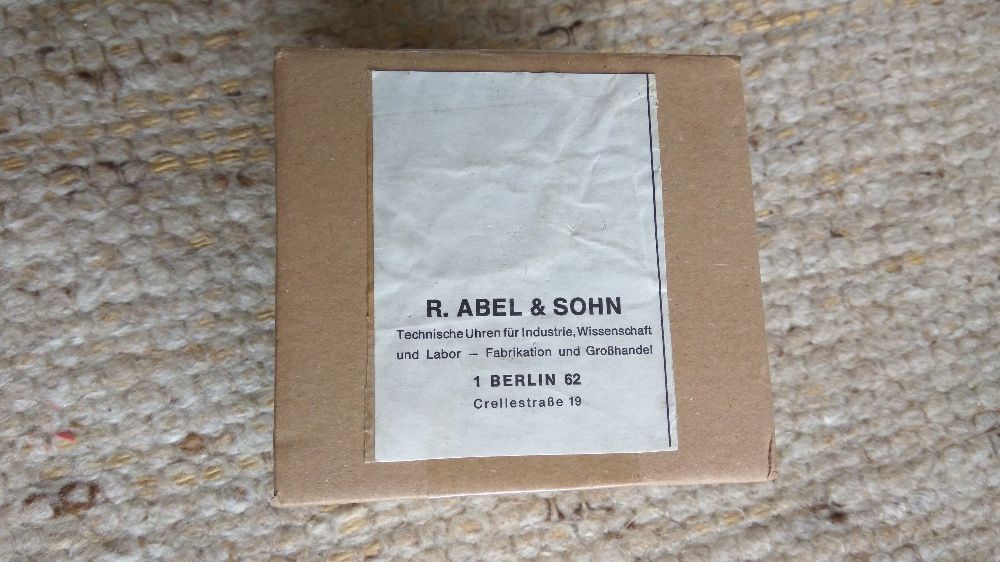 R. ABEL & SOHN
Technische Uhren für Industrie, Wissenschaft
und Labor — Fabrikation und Großhandel
1 BERLIN 62
Crellestraße 19